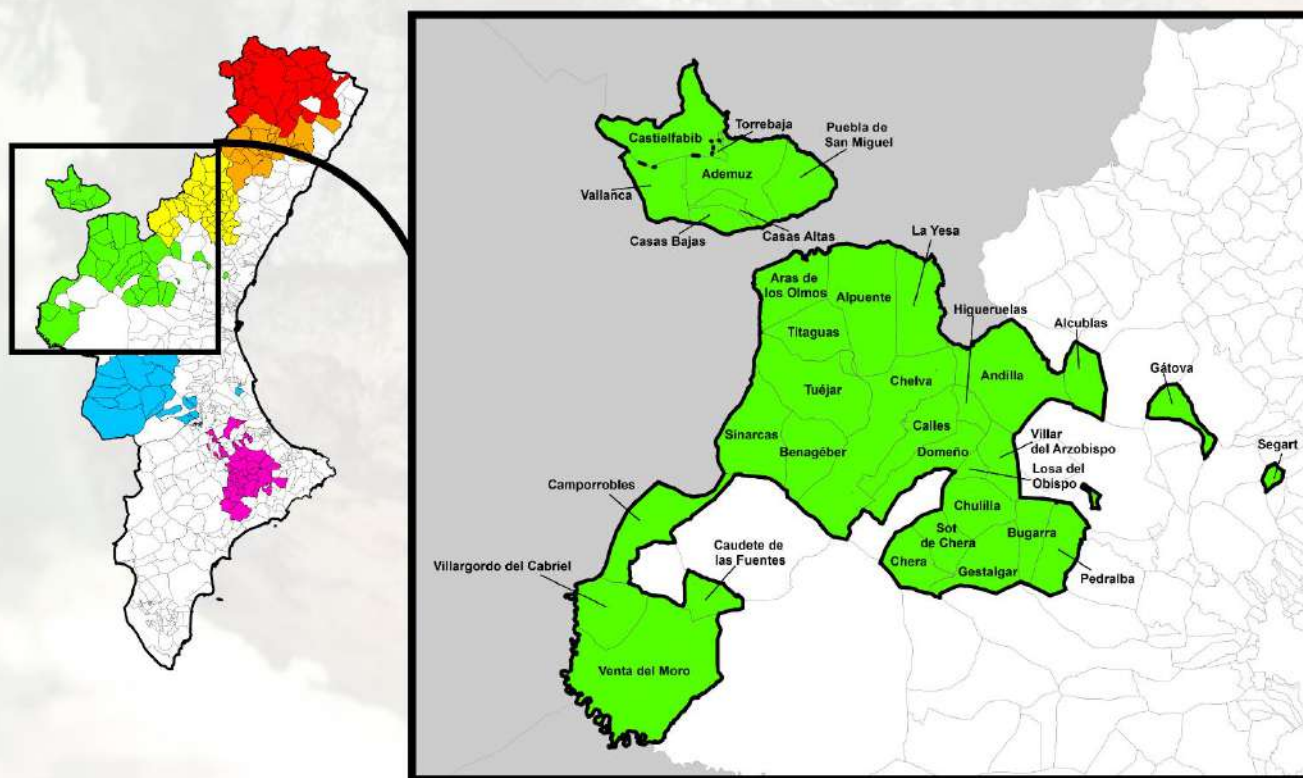 Castielfabib
Torrebaja
Puebla de
San Miguel
Ademuz
Vallanca
Casas Bajas
Casas Altas
La Yesa
Aras de
los Olmos
Alpuente
Higueruelas
Alcublas
Titaguas
Gátova
Andilla
Chelva
Tuéjar
Calles
Sinarcas
Benagéber
Domeño
Villar
del Arzobispo
Segart
Losa del
Obispo
Camporrobles
Chulilla
Sot
de Chera
Bugarra
Caudete de
las Fuentes
Chera
Gestalgar
Pedralba
Villargordo del Cabriel
Venta del Moro